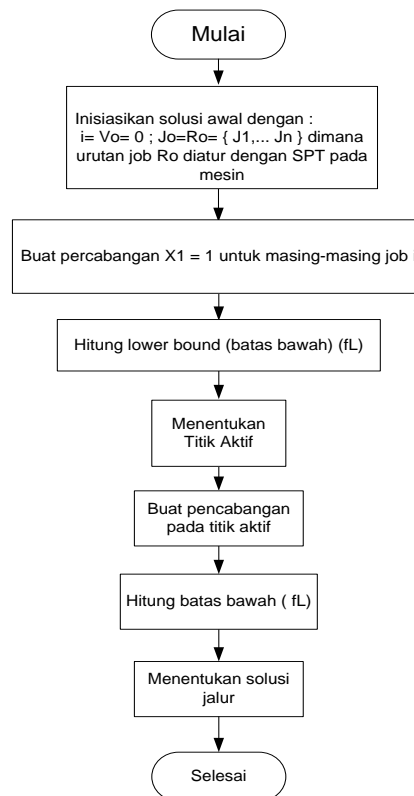 Mulai
Inisiasikan solusi awal dengan :
i= Vo= 0 ; Jo=Ro= { J1,... Jn } dimana
urutan job Ro diatur dengan SPT pada
mesin
Buat percabangan X1 = 1 untuk masing-masing job
Hitung lower bound (batas bawah) (fL)
Menentukan
Titik Aktif
Buat pencabangan
pada titik aktif
Hitung batas bawah ( fL)
Menentukan solusi
jalur
Selesai